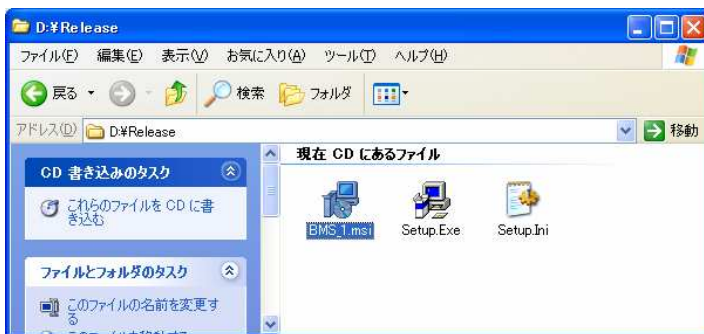 D:¥Release
ファイル(F) 編集(E) 表示(V) お気に入り(A) ツール(T) ヘルプ(H)
戻る 検索 フォルダ
アドレス(D) D:¥Release 移動
CD 書き込みのタスク
これらのファイルを CD に書
き込む
ファイルとフォルダのタスク
このファイルの名前を変更す
る
現在 CD にあるファイル
BMS_1.msi Setup.Exe Setup.Ini